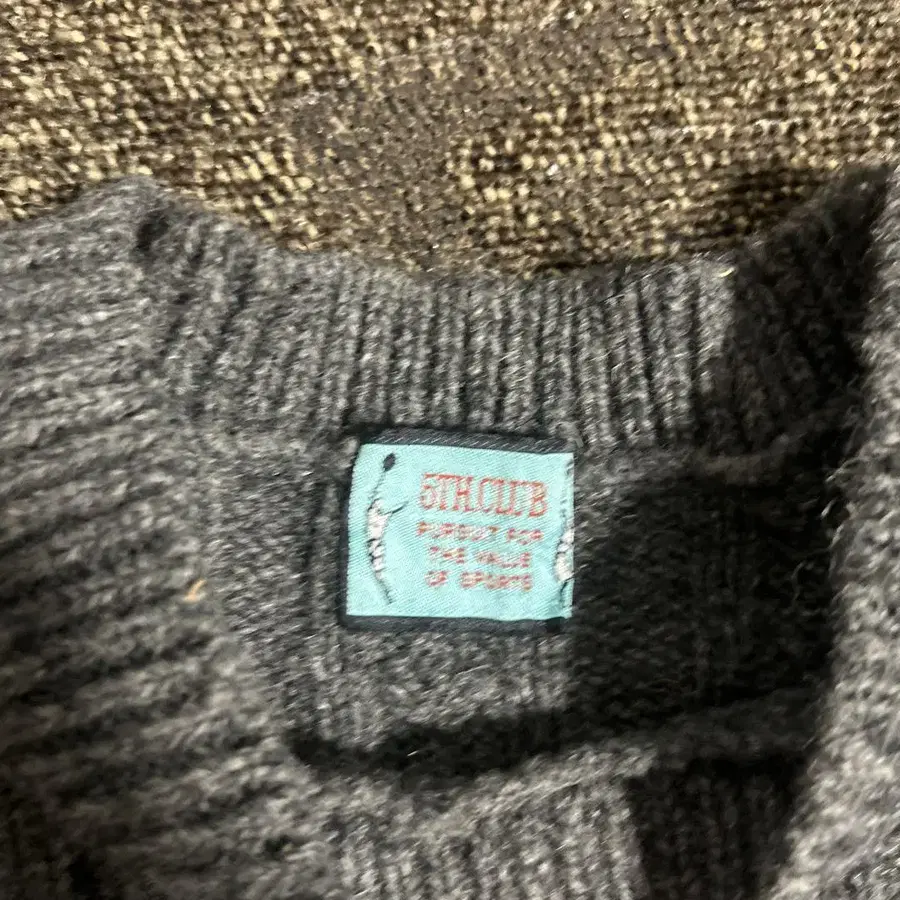 5TH.CLUB
PURSUIT FOR
THE VALUE
OF SPORTS